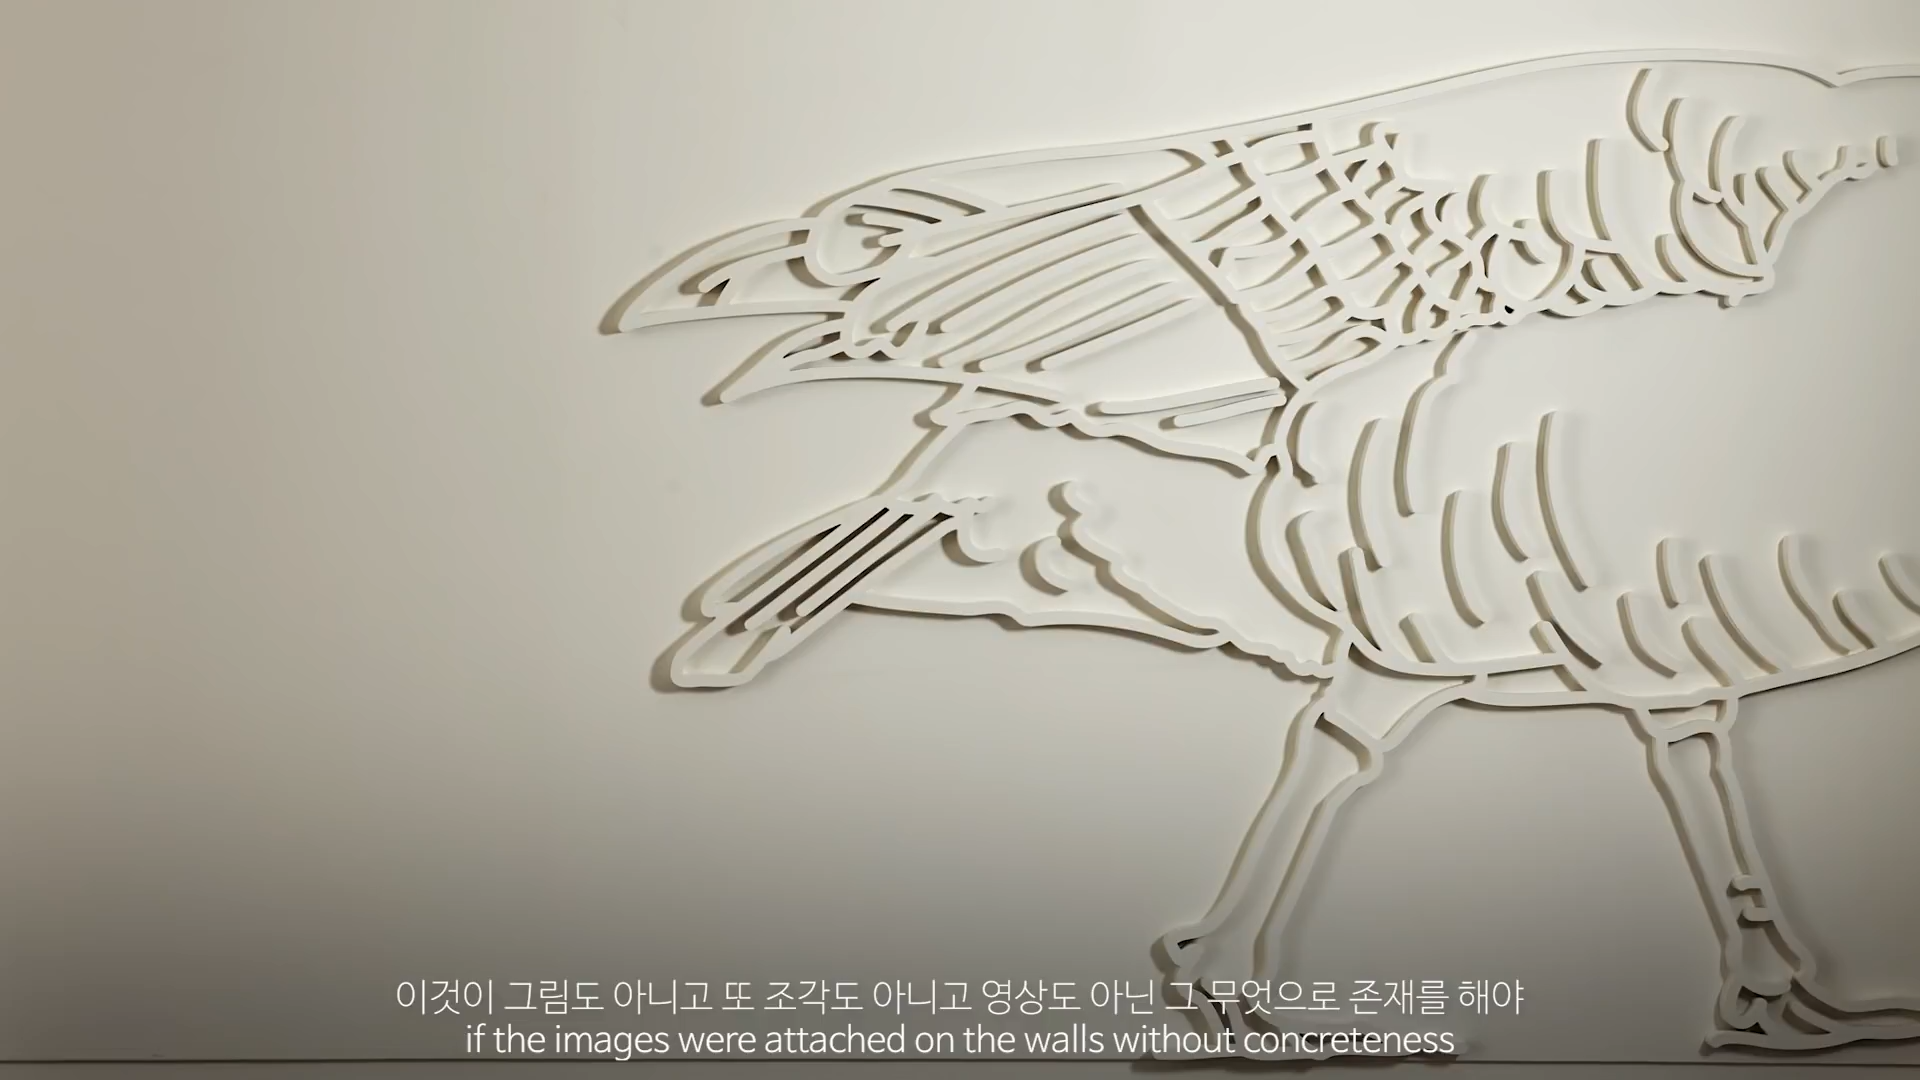 이것이 그림도 아니고 또 조각도 아니고 영상도 아닌 그 무엇으로 존재를 해야
if the images were attached on the walls without concreteness